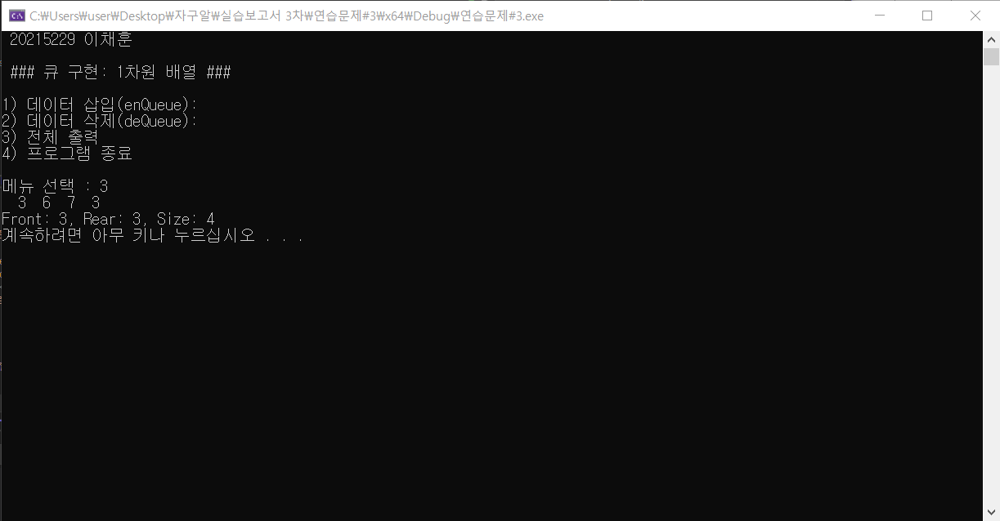 C:₩Users₩user₩Desktop₩자구알₩실습보고서 3차₩연습문제#3₩x64₩Debug₩연습문제#3.exe
20215229 이채훈
### 큐 구현: 1차원 배열 ###
1) 데이터 삽입(enQueue):
2) 데이터 삭제(deQueue):
3) 전체 출력
4) 프로그램 종료
메뉴 선택 : 3
3 6 7 3
Front: 3, Rear: 3, Size: 4
계속하려면 아무 키나 누르십시오 . . .